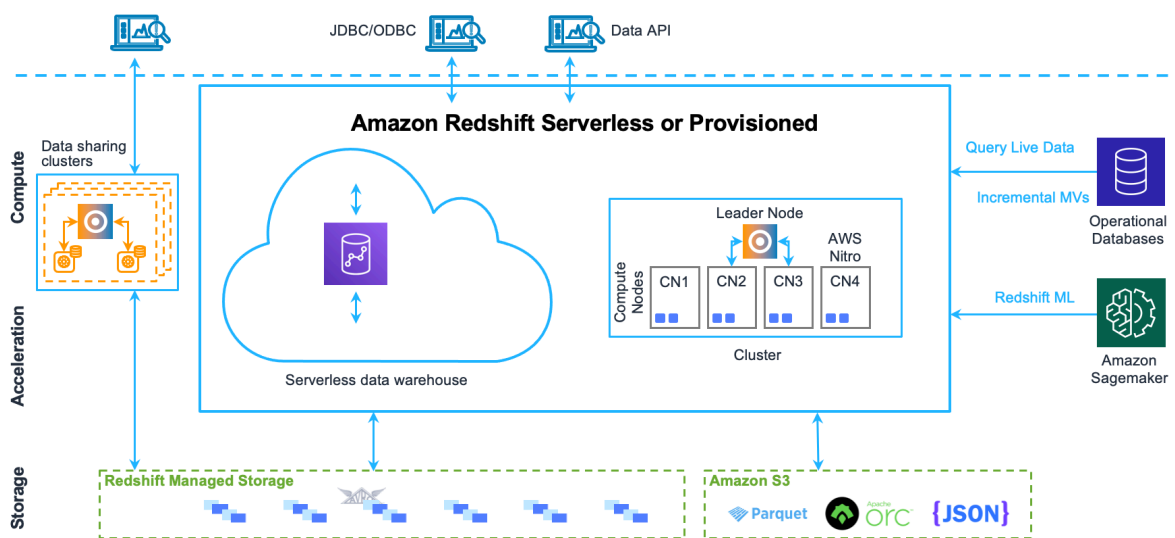 JDBC/ODBC
Data API
Amazon Redshift Serverless or Provisioned
Compute
Acceleration
Storage
Data sharing
clusters
Serverless data warehouse
Leader Node
AWS
Nitro
Compute
Nodes
CN1
CN2
CN3
CN4
Cluster
Query Live Data
Incremental MVs
Operational
Databases
Redshift ML
Amazon
Sagemaker
Redshift Managed Storage
Amazon S3
Parquet
Apache
orc
{JSON}